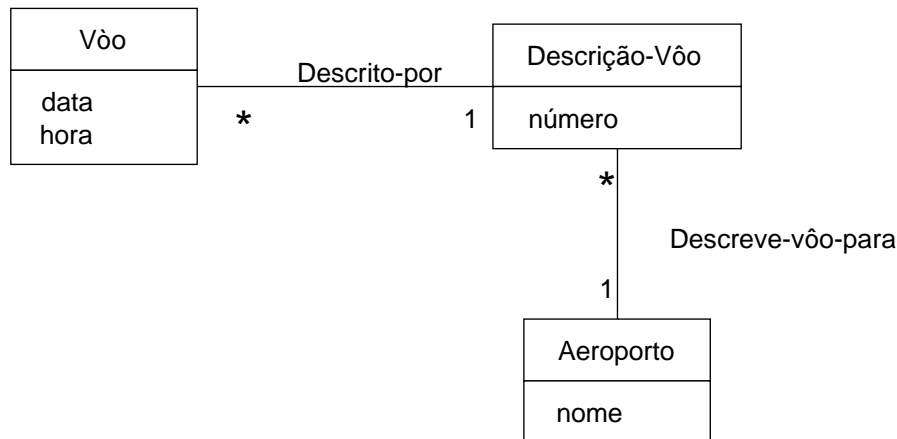 Vòo
data
hora
Descrito-por
*
1
Descrição-Vôo
número
*
Descreve-vôo-para
1
Aeroporto
nome